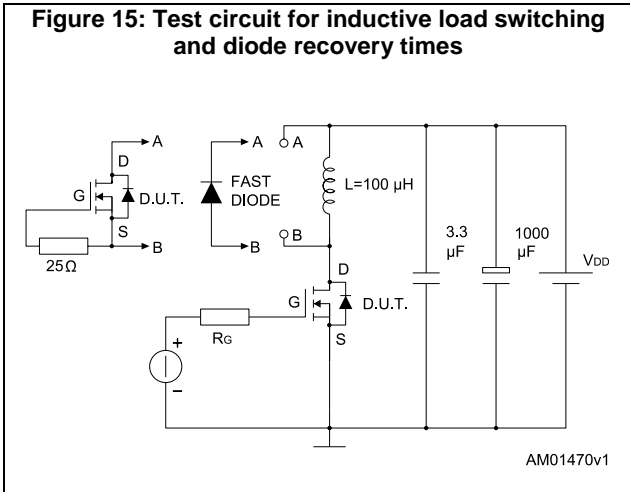 Figure 15: Test circuit for inductive load switching
and diode recovery times
A
D
G
D.U.T.
S
B
25Ω
A
FAST
DIODE
B
A
B
L=100 µH
D
G
D.U.T.
S
RG
+
–
3.3
µF
1000
µF
VDD
AM01470v1